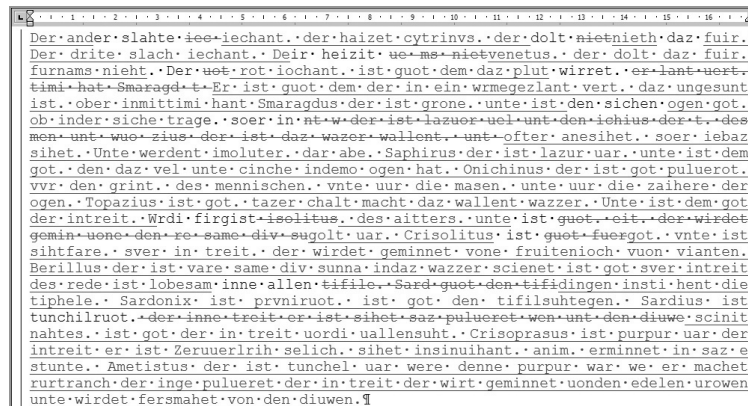 Der·ander·slahte·iec·iechant.·der·haizet·cytrinvs.·der·dolt·nietnieth·daz·fuir.
Der·drite·slach·iechant.·Deir·heizit·ue·ms·nietvenetus.·der·dolt·daz·fuir.
furnams·nieht.·Der·uot·rot·iochant.·ist·guot·dem·daz·plut·wirret.·er·lant·uert.
timi·hat·Smaragd·t·Er·ist·guot·dem·der·in·ein·wrmegezlant·vert.·daz·ungesunt
ist.·ober·inmittimi·hant·Smaragdus·der·ist·grone.·unte·ist·den·sichen·ogen·got.
ob·inder·siche·trage.·soer·in·nt·w·der·ist·lazuor·uel·unt·den·ichius·der·t.·des
men·unt·wuo·zius·der·ist·daz·wazer·wallent.·unt·ofter·anesihet.·soer·iebaz
sihet.·Unte·werdent·imoluter.·dar·abe.·Saphirus·der·ist·lazur·uar.·unte·ist·dem
got.·den·daz·vel·unte·cinche·indemo·ogen·hat.·Onichinus·der·ist·got·puluerot.
vvr·den·grint.·des·mennischen.·vnte·uur·die·masen.·unte·uur·die·zaihere·der
ogen.·Topazius·ist·got.·tazer·chalt·macht·daz·wallent·wazzer.·Unte·ist·dem·got
der·intreit.·Wrdi·firgist·isolitus.·des·aitters.·unte·ist·guot.·eit.·der·wirdet
gemin·uone·den·re·same·div·sugolt·uar.·Crisolitus·ist·guot·fuergot.·vnte·ist
sihtfare.·sver·in·treit.·der·wirdet·geminnet·vone·fruitenioch·vuon·vianten.
Berillus·der·ist·vare·same·div·sunna·indaz·wazzer·scienet·ist·got·sver·intreit
des·rede·ist·lobesam·inne·allen·tifile.·Sard·guot·den·tifidingen·insti·hent·die
tiphele.·Sardonix·ist·prvniruot.·ist·got·den·tifilsuhtegen.·Sardius·ist
tunchilruot.·der·inne·treit·er·ist·sihet·saz·pulueret·wen·unt·den·diuwe·scinit
nahtes.·ist·got·der·in·treit·uordi·uallensuht.·Crisoprasus·ist·purpur·uar·der
intreit·er·ist·Zeruuerlrih·selich.·sihet·insinuihant.·anim.·erminnet·in·saz·e
stunte.·Ametistus·der·ist·tunchel·uar·were·denne·purpur·war·we·er·machet
rurtranch·der·inge·pulueret·der·in·treit·der·wirt·geminnet·uonden·edelen·urowen
unte·wirdet·fersmahet·von·den·diuwen.¶